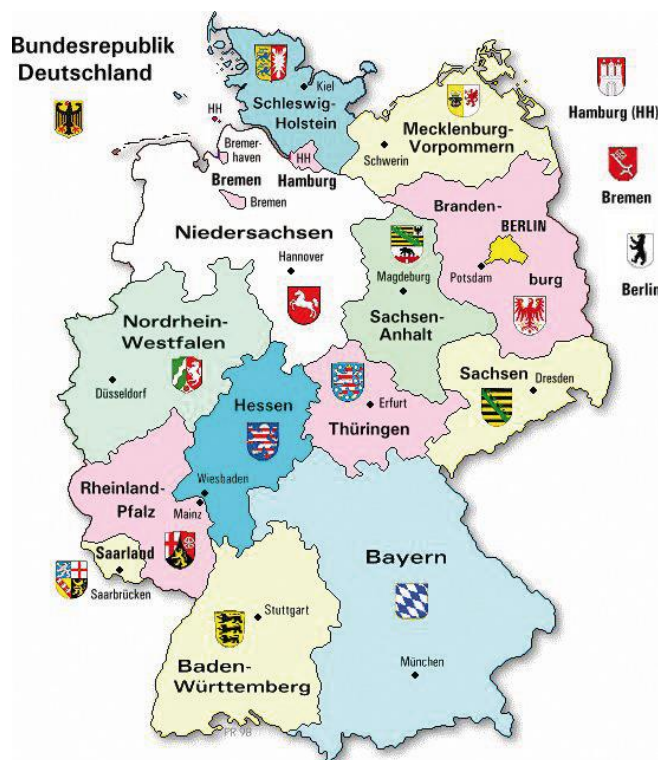 Bundesrepublik
Deutschland
Kiel
Schleswig-
Holstein
HH
Mecklenburg-
Vorpommern
Schwerin
Hamburg (HH)
Bremer-
haven
HH
Bremen
Hamburg
Bremen
Bremen
Niedersachsen
Hannover
Branden-
BERLIN
Potsdam
burg
Berlin
Magdeburg
Sachsen-
Anhalt
Nordrhein-
Westfalen
Düsseldorf
Hessen
Wiesbaden
Erfurt
Thüringen
Sachsen
Dresden
Rheinland-
Pfalz
Mainz
Saarland
Saarbrücken
Bayern
München
Stuttgart
Baden-
Württemberg
PR 98